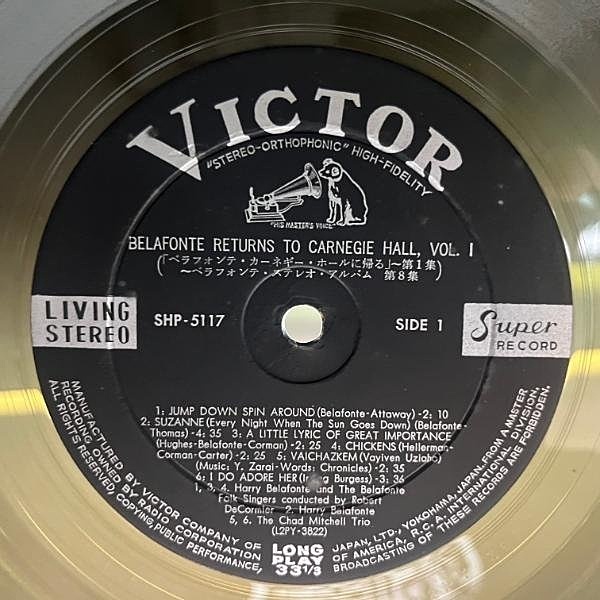 VICTOR
"STEREO-ORTHOPHONIC" HIGH-FIDELITY
"HIS MASTER'S VOICE"
BELAFONTE RETURNS TO CARNEGIE HALL, VOL. I
(「ベラフォンテ・カーネギー・ホールに帰る」～第1集)
～ベラフォンテ・ステレオ・アルバム 第8集
LIVING
STEREO
SHP-5117
SIDE 1
Super
RECORD
1: JUMP DOWN SPIN AROUND (Belafonte-Attaway) -2: 10
2: SUZANNE (Every Night When The Sun Goes Down) (Belafonte-
Thomas) -4: 35 3: A LITTLE LYRIC OF GREAT IMPORTANCE
(Hughes-Belafonte-Corman) -2: 25 4: CHICKENS (Hellerman-
Corman-Carter) -2: 25 5: VAICHAZKEM (Vayiven Uziaho)
(Music: Y. Zarai-Words: Chronicles) -2: 35
6: I DO ADORE HER (Irving Burgess) -3; 36
1, 3, 4. Harry Belafonte and The Belafonte
Folk Singers conducted by Robert
DeCormier 2. Harry Belafonte
5, 6. The Chad Mitchell Trio
(L2PY-3822)
LONG
PLAY
33 1/3
MANUFACTURED BY VICTOR COMPANY OF JAPAN, LTD., YOKOHAMA, JAPAN, FROM A MASTER
RECORDING OWNED BY RADIO CORPORATION OF AMERICA, R.C.A. INTERNATIONAL DIVISION,
ALL RIGHTS RESERVED, COPYING, PUBLIC PERFORMANCE, BROADCASTING OF THESE RECORDS ARE FORBIDDEN.